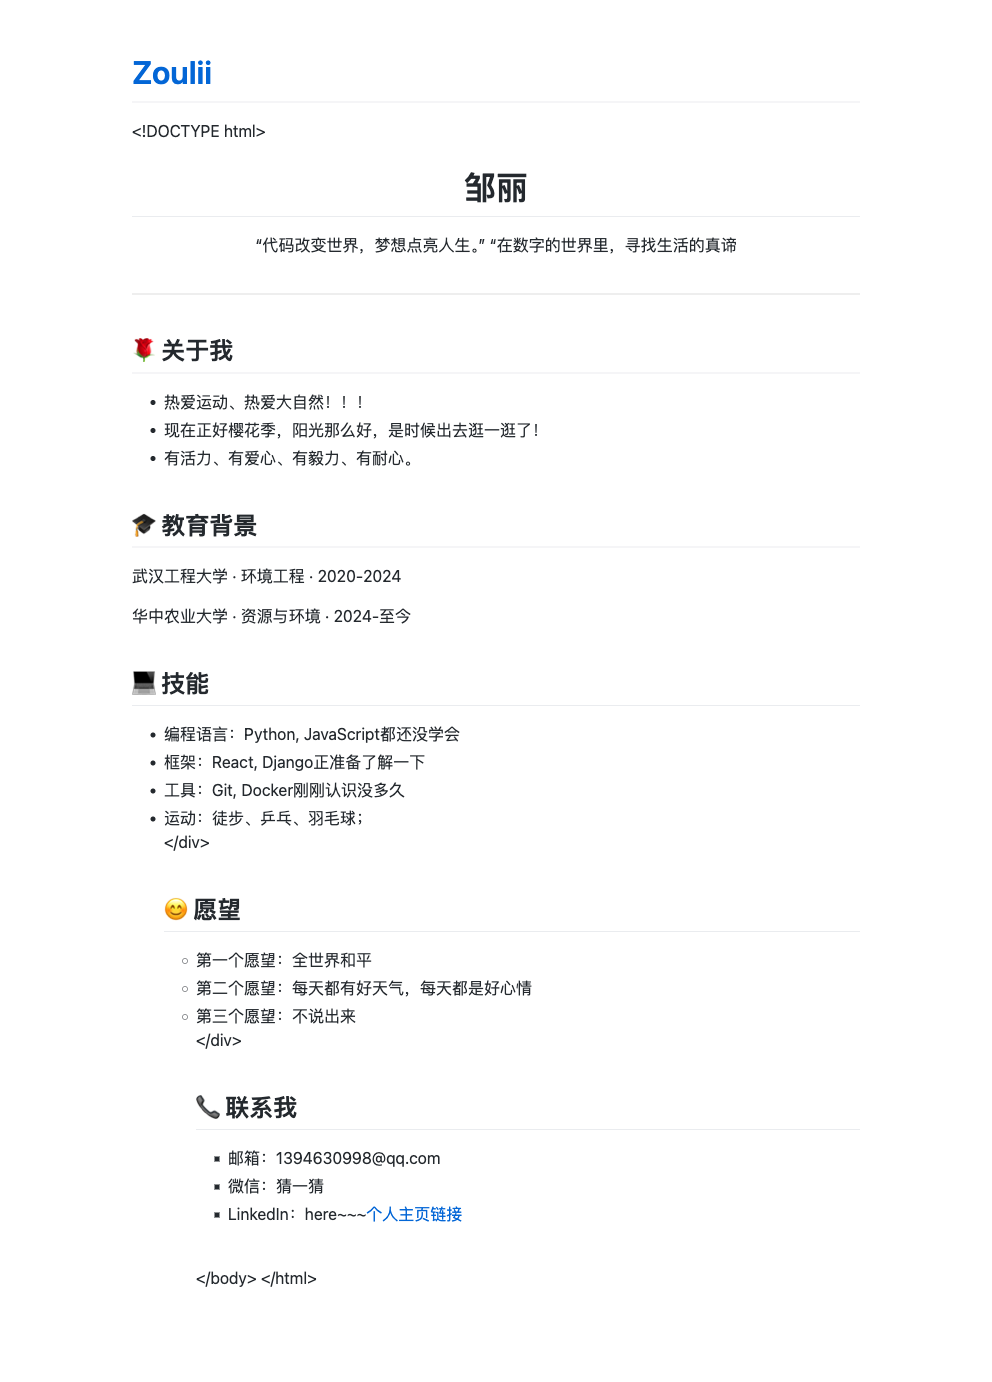 Zoulii
<!DOCTYPE html>
邹丽
“代码改变世界，梦想点亮人生。” “在数字的世界里，寻找生活的真谛
🌹 关于我
• 热爱运动、热爱大自然！！！
• 现在正好樱花季，阳光那么好，是时候出去逛一逛了！
• 有活力、有爱心、有毅力、有耐心。
🎓 教育背景
武汉工程大学 · 环境工程 · 2020-2024
华中农业大学 · 资源与环境 · 2024-至今
💻 技能
• 编程语言：Python, JavaScript都还没学会
• 框架：React, Django正准备了解一下
• 工具：Git, Docker刚刚认识没多久
• 运动：徒步、乒乓、羽毛球；
</div>
😊 愿望
◦ 第一个愿望：全世界和平
◦ 第二个愿望：每天都有好天气，每天都是好心情
◦ 第三个愿望：不说出来
</div>
📞 联系我
▪ 邮箱：1394630998@qq.com
▪ 微信：猜一猜
▪ LinkedIn：here~~~个人主页链接
</body> </html>